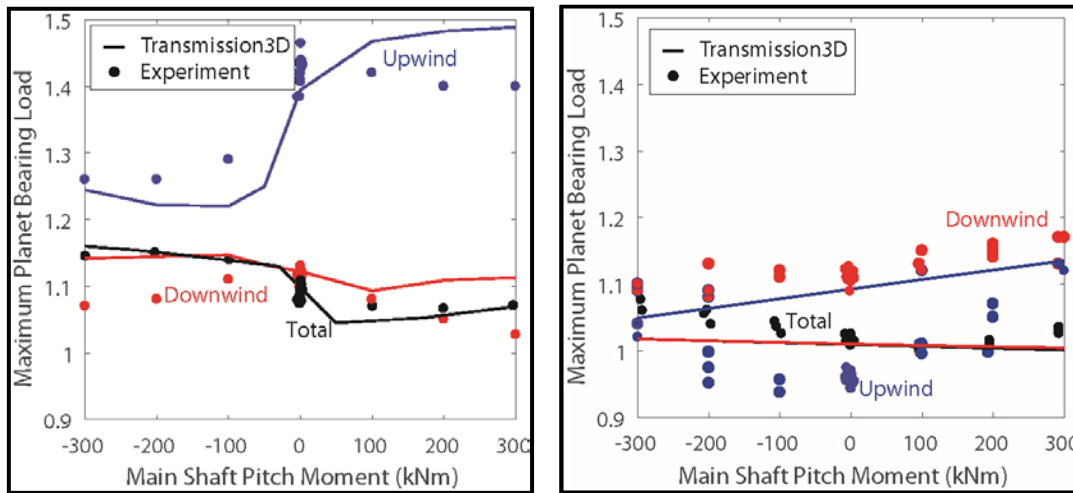 1.5
Transmission3D
Experiment
Upwind
1.4
1.3
1.2
1.1
Downwind
Total
1
0.9
-300 -200 -100 0 100 200 300
Main Shaft Pitch Moment (kNm)
Maximum Planet Bearing Load
1.5
Transmission3D
Experiment
1.4
1.3
1.2
Downwind
1.1
Total
1
Upwind
0.9
-300 -200 -100 0 100 200 300
Main Shaft Pitch Moment (kNm)
Maximum Planet Bearing Load